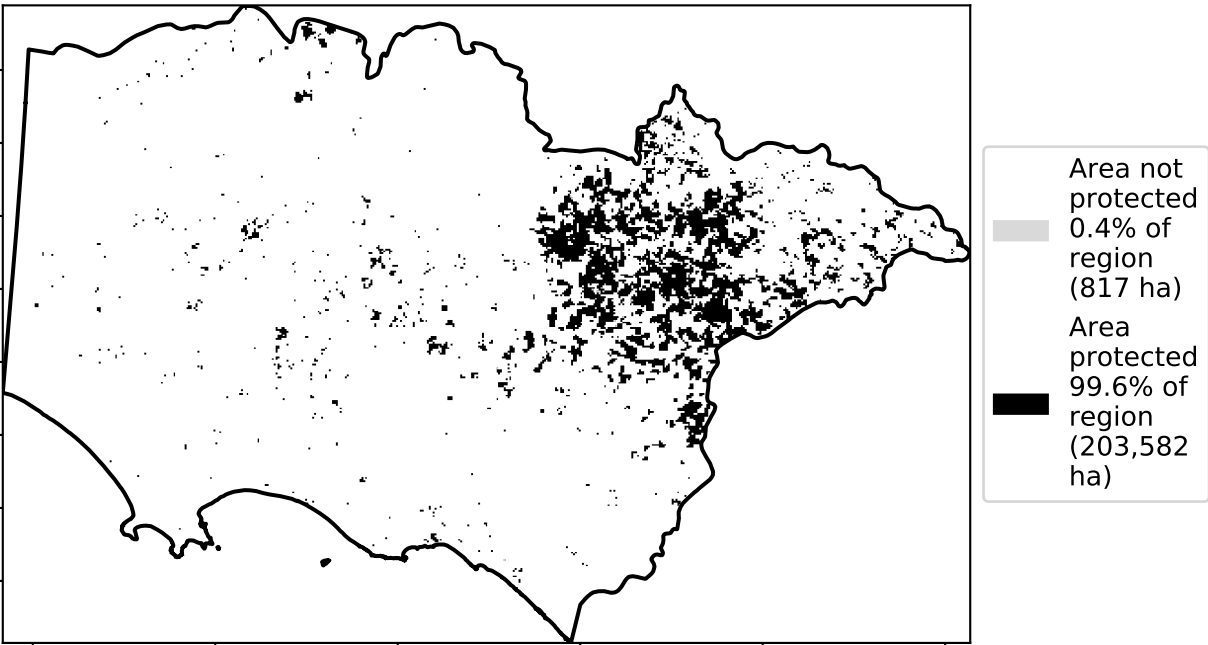 Area not
protected
0.4% of
region
(817 ha)
Area
protected
99.6% of
region
(203,582
ha)